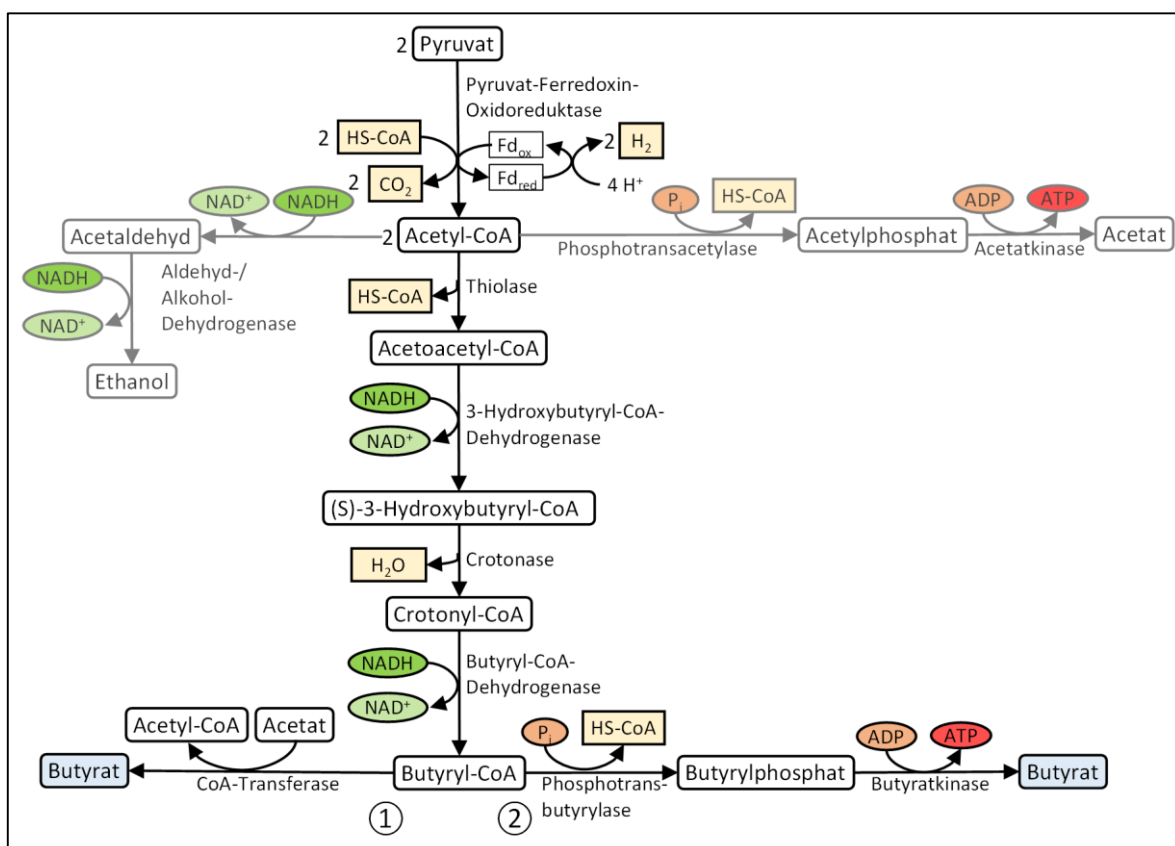 2 Pyruvat
Pyruvat-Ferredoxin-
Oxidoreduktase
2 HS-CoA
Fdox
2 H2
2 CO2
Fdred
4 H+
NAD+
NADH
Pi
HS-CoA
ADP
ATP
Acetaldehyd
2 Acetyl-CoA
Phosphotransacetylase
Acetylphosphat
Acetatkinase
Acetat
NADH
NAD+
Aldehyd-/
Alkohol-
Dehydrogenase
Ethanol
HS-CoA
Thiolase
Acetoacetyl-CoA
NADH
NAD+
3-Hydroxybutyryl-CoA-
Dehydrogenase
(S)-3-Hydroxybutyryl-CoA
H2O
Crotonase
Crotonyl-CoA
NADH
NAD+
Butyryl-CoA-
Dehydrogenase
Acetyl-CoA
Acetat
Pi
HS-CoA
ADP
ATP
Butyrat
CoA-Transferase
Butyryl-CoA
Phosphotrans-
butyrylase
Butyrylphosphat
Butyratkinase
Butyrat
①
②